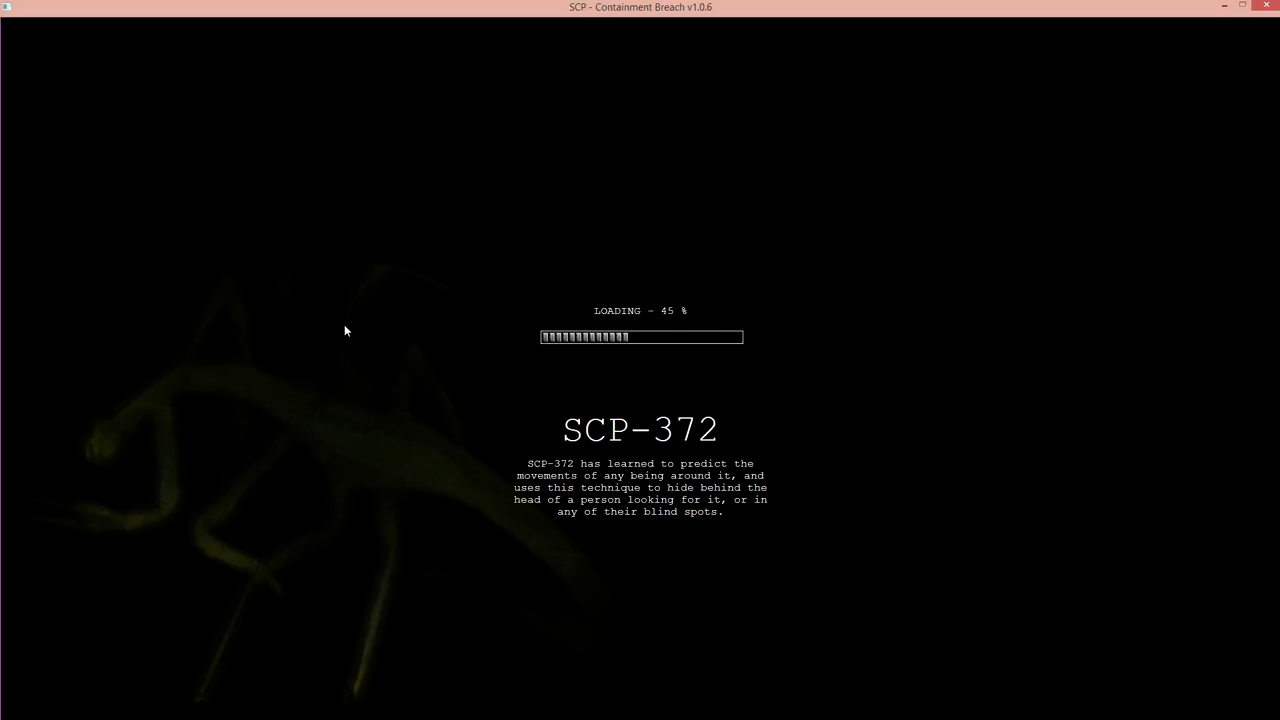 SCP - Containment Breach v1.0.6
LOADING - 45 %
SCP-372
SCP-372 has learned to predict the
movements of any being around it, and
uses this technique to hide behind the
head of a person looking for it, or in
any of their blind spots.